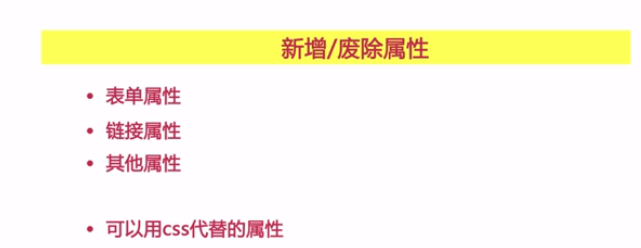 新增/废除属性
• 表单属性
• 链接属性
• 其他属性
• 可以用css代替的属性